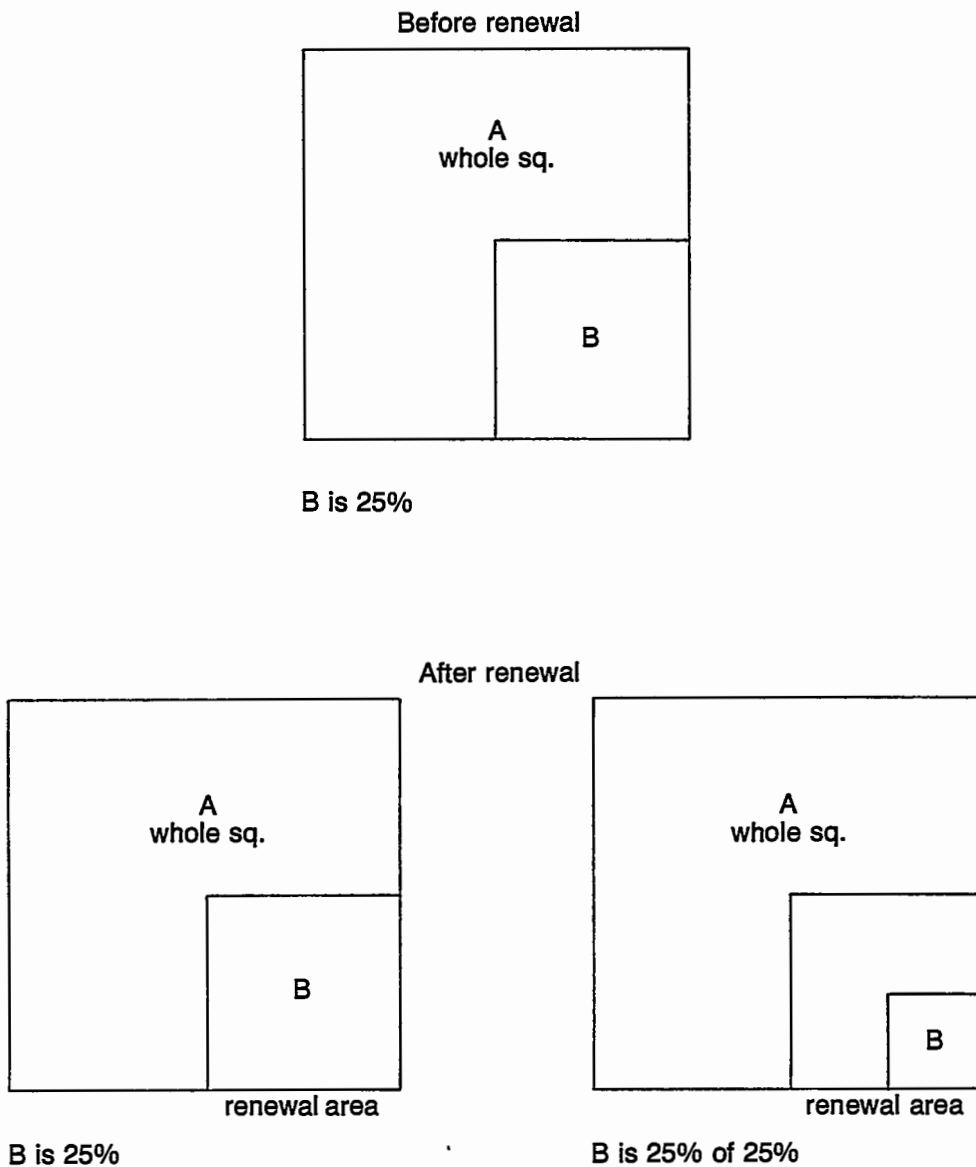 Before renewal
A
whole sq.
B
B is 25%
After renewal
A
whole sq.
B
renewal area
B is 25%
A
whole sq.
B
renewal area
B is 25% of 25%